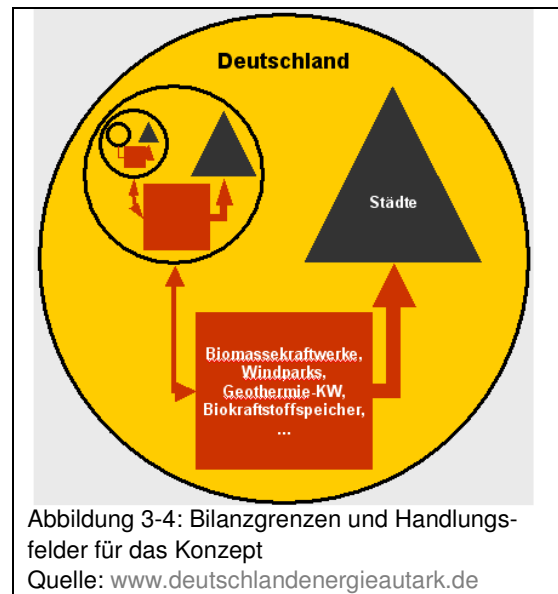 Deutschland
Städte
Biomassekraftwerke,
Windparks,
Geothermie-KW,
Biokraftstoffspeicher,
...
Abbildung 3-4: Bilanzgrenzen und Handlungs-
felder für das Konzept
Quelle: www.deutschlandenergieautark.de